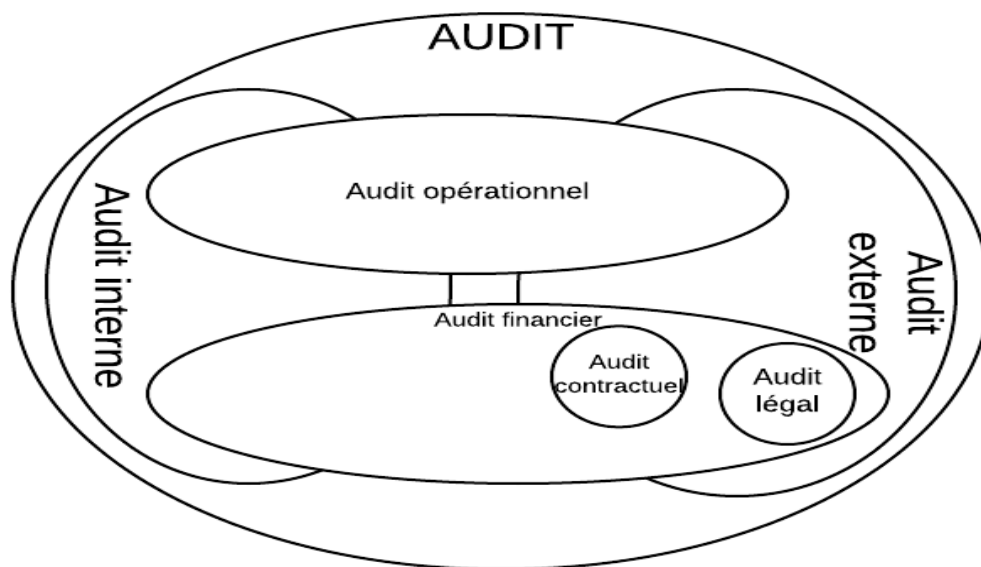 AUDIT
Audit opérationnel
Audit interne
Audit
externe
Audit financier
Audit
contractuel
Audit
légal